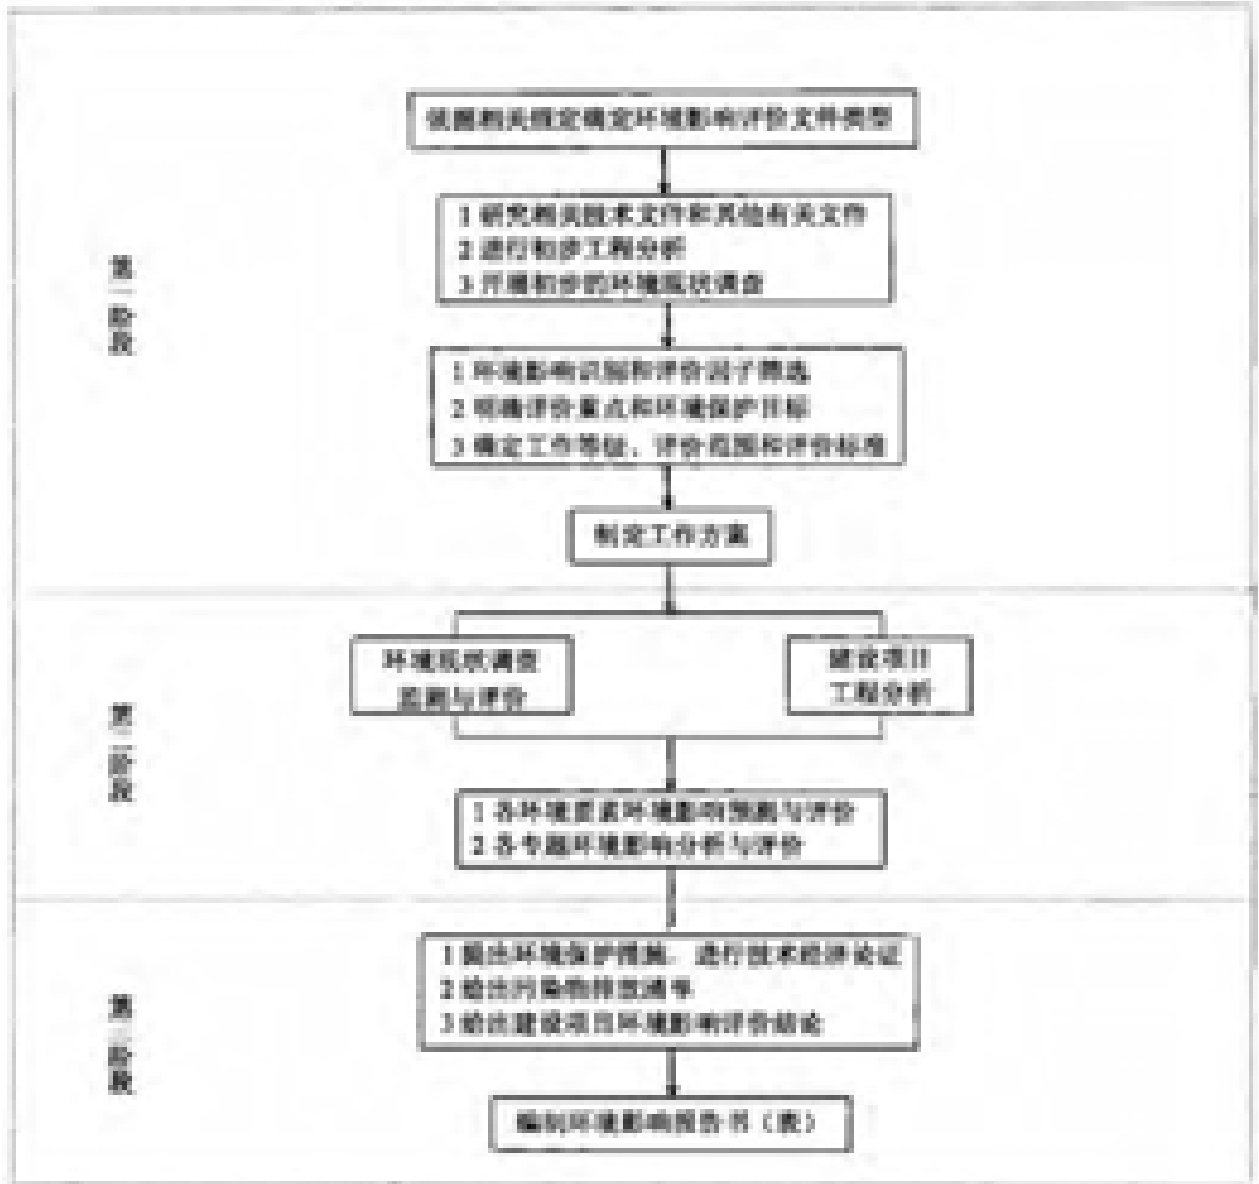 依据相关规定确定环境影响评价文件类型
1 研究相关技术文件和其他有关文件
2 进行初步工程分析
3 开展初步的环境现状调查
第一阶段
1 环境影响识别和评价因子筛选
2 明确评价重点和环境保护目标
3 确定工作等级、评价范围和评价标准
制定工作方案
环境现状调查
监测与评价
建设项目
工程分析
第二阶段
1 各环境要素环境影响预测与评价
2 各专题环境影响分析与评价
1 提出环境保护措施，进行技术经济论证
2 给出污染物排放清单
3 给出建设项目环境影响评价结论
第三阶段
编制环境影响报告书（表）